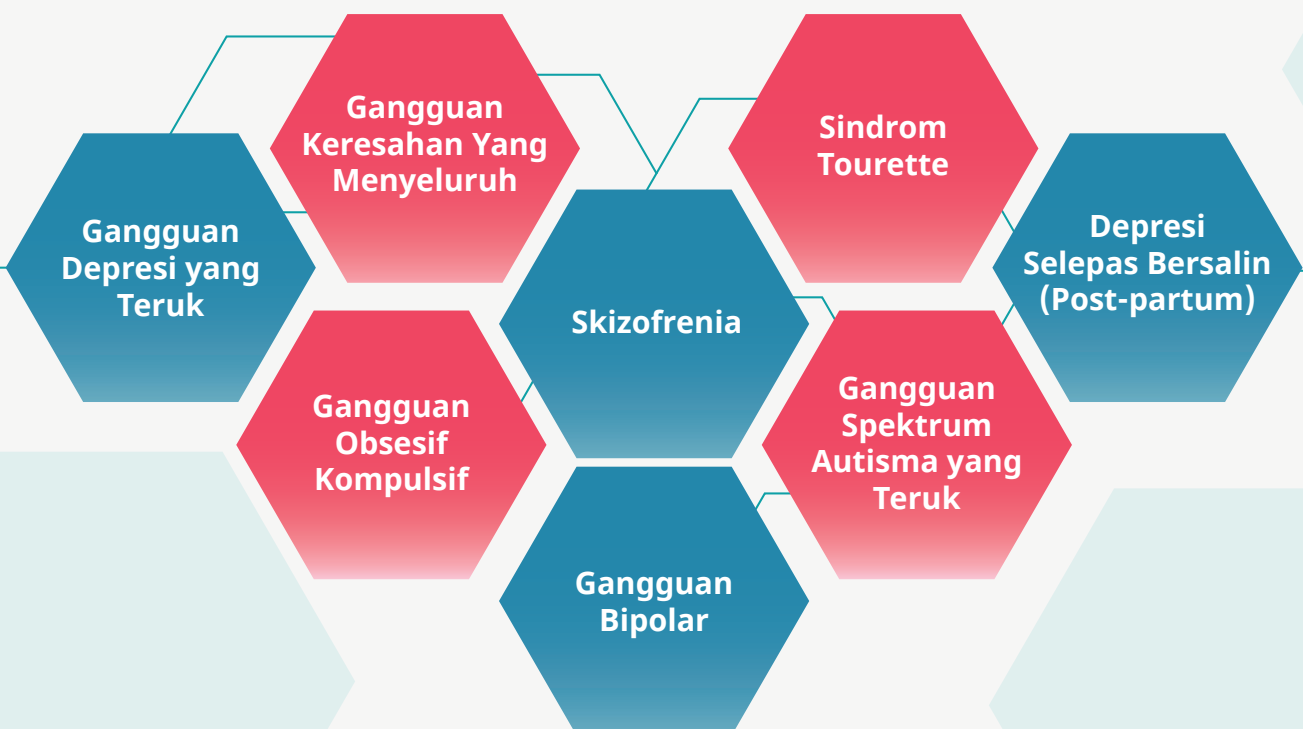 Gangguan
Keresahan Yang
Menyeluruh
Sindrom
Tourette
Gangguan
Depresi yang
Teruk
Depresi
Selepas Bersalin
(Post-partum)
Skizofrenia
Gangguan
Obsesif
Kompulsif
Gangguan
Spektrum
Autisma yang
Teruk
Gangguan
Bipolar